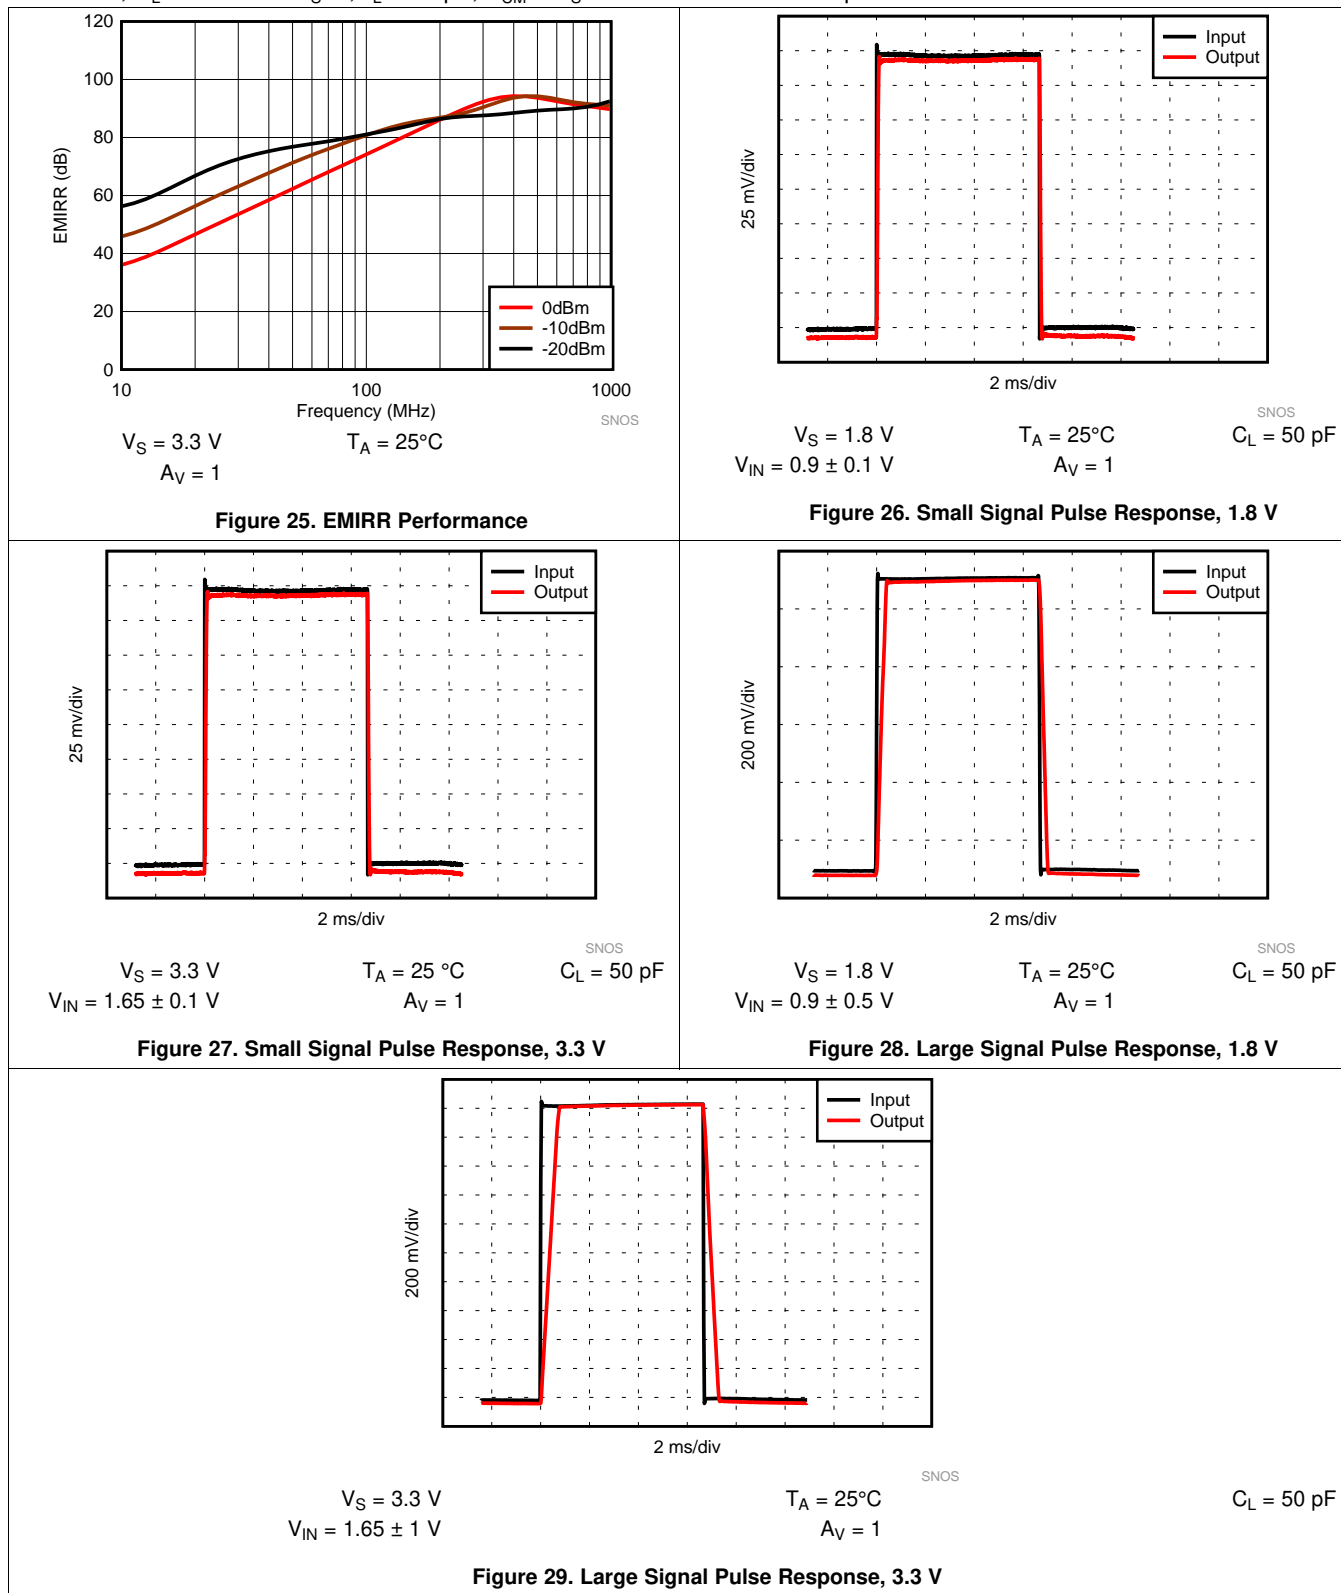 120
100
80
60
40
20
0
EMIRR (dB)
0dBm
-10dBm
-20dBm
10 100 1000
Frequency (MHz)
SNOS
VS = 3.3 V TA = 25°C
AV = 1
Figure 25. EMIRR Performance
Input
Output
25 mV/div
2 ms/div
SNOS
VS = 1.8 V TA = 25°C CL = 50 pF
VIN = 0.9 ± 0.1 V AV = 1
Figure 26. Small Signal Pulse Response, 1.8 V
Input
Output
25 mv/div
2 ms/div
SNOS
VS = 3.3 V TA = 25 °C CL = 50 pF
VIN = 1.65 ± 0.1 V AV = 1
Figure 27. Small Signal Pulse Response, 3.3 V
Input
Output
200 mV/div
2 ms/div
SNOS
VS = 1.8 V TA = 25°C CL = 50 pF
VIN = 0.9 ± 0.5 V AV = 1
Figure 28. Large Signal Pulse Response, 1.8 V
Input
Output
200 mV/div
2 ms/div
SNOS
VS = 3.3 V TA = 25°C CL = 50 pF
VIN = 1.65 ± 1 V AV = 1
Figure 29. Large Signal Pulse Response, 3.3 V